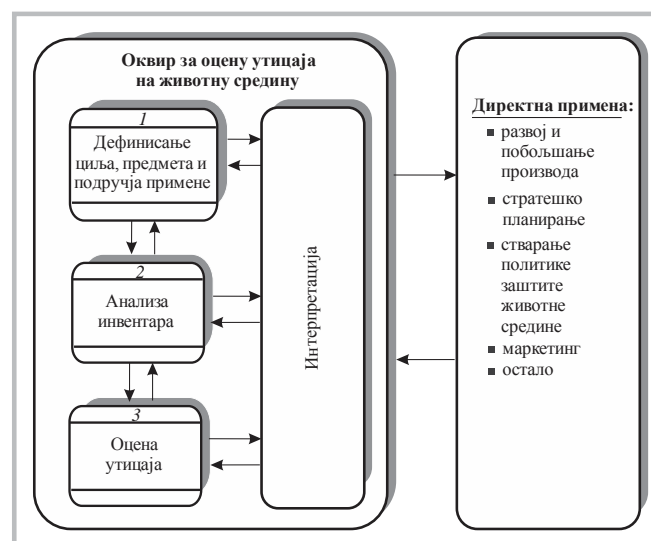 Оквир за оцену утицаја
на животну средину
1
Дефинисање
циља, предмета и
подручја примене
2
Анализа
инвентара
3
Оцена
утицаја
Интерпретација
Директна примена:
развој и
побољшање
производа
стратешко
планирање
стварање
политике
заштите
животне
средине
маркетинг
остало